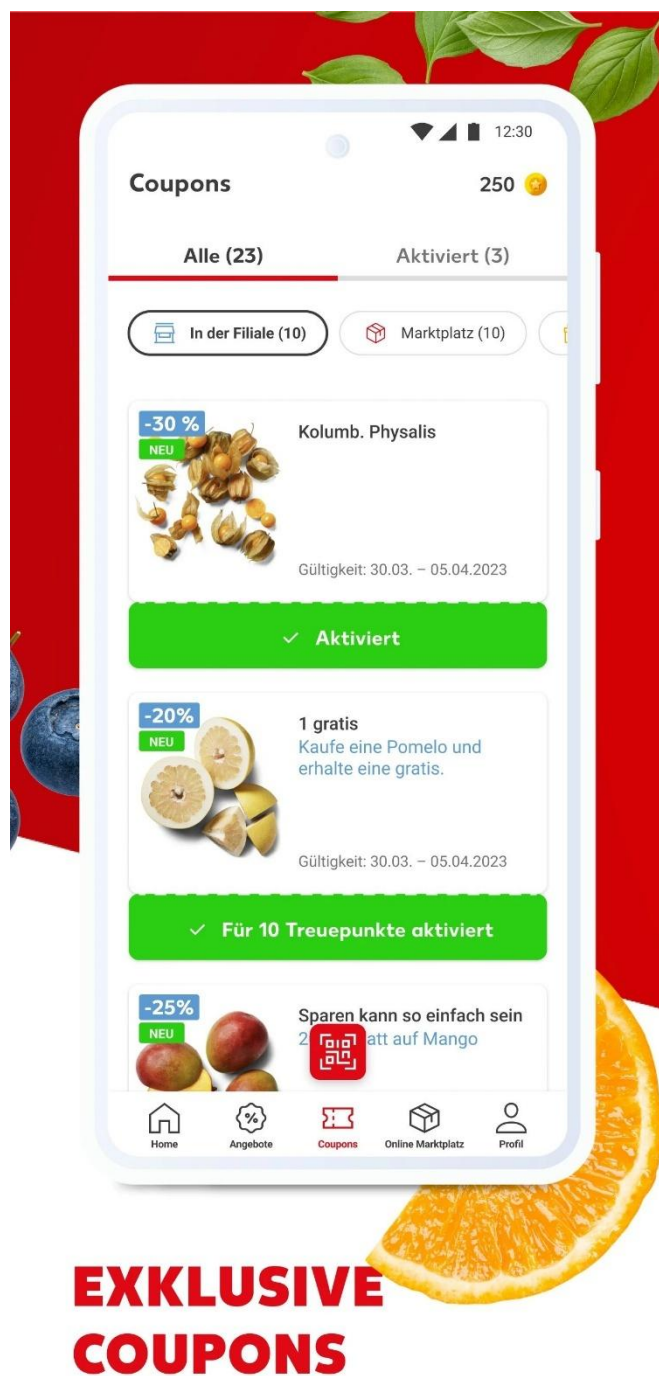 12:30
Coupons
250
Alle (23)
Aktiviert (3)
In der Filiale (10)
Marktplatz (10)
-30 %
NEU
Kolumb. Physalis
Gültigkeit: 30.03. – 05.04.2023
Aktiviert
-20%
NEU
1 gratis
Kaufe eine Pomelo und
erhalte eine gratis.
Gültigkeit: 30.03. – 05.04.2023
Für 10 Treuepunkte aktiviert
-25%
NEU
Sparen kann so einfach sein
auf Mango
Home
Angebote
Coupons
Online Marktplatz
Profil
EXKLUSIVE
COUPONS